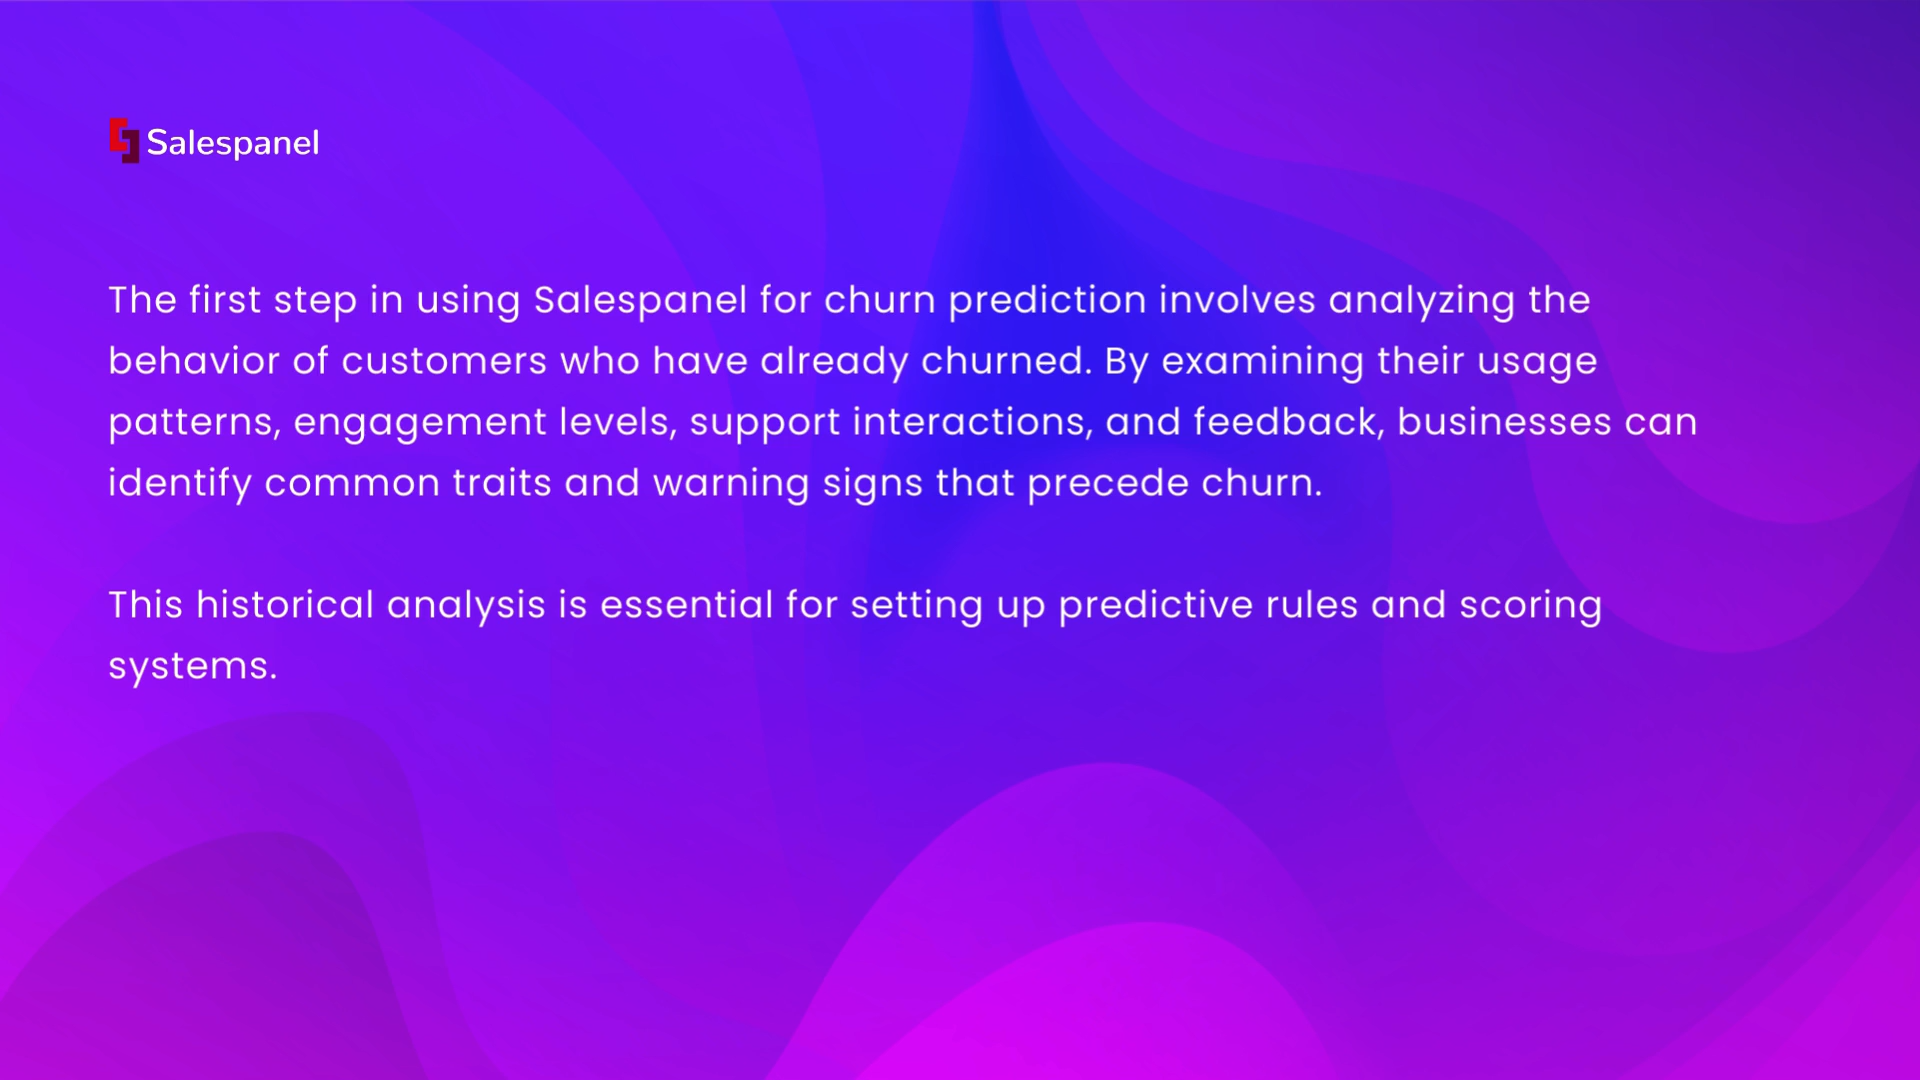 Salespanel
The first step in using Salespanel for churn prediction involves analyzing the
behavior of customers who have already churned. By examining their usage
patterns, engagement levels, support interactions, and feedback, businesses can
identify common traits and warning signs that precede churn.
This historical analysis is essential for setting up predictive rules and scoring
systems.